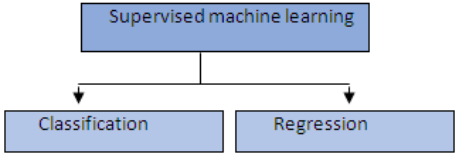 Supervised machine learning
Classification
Regression